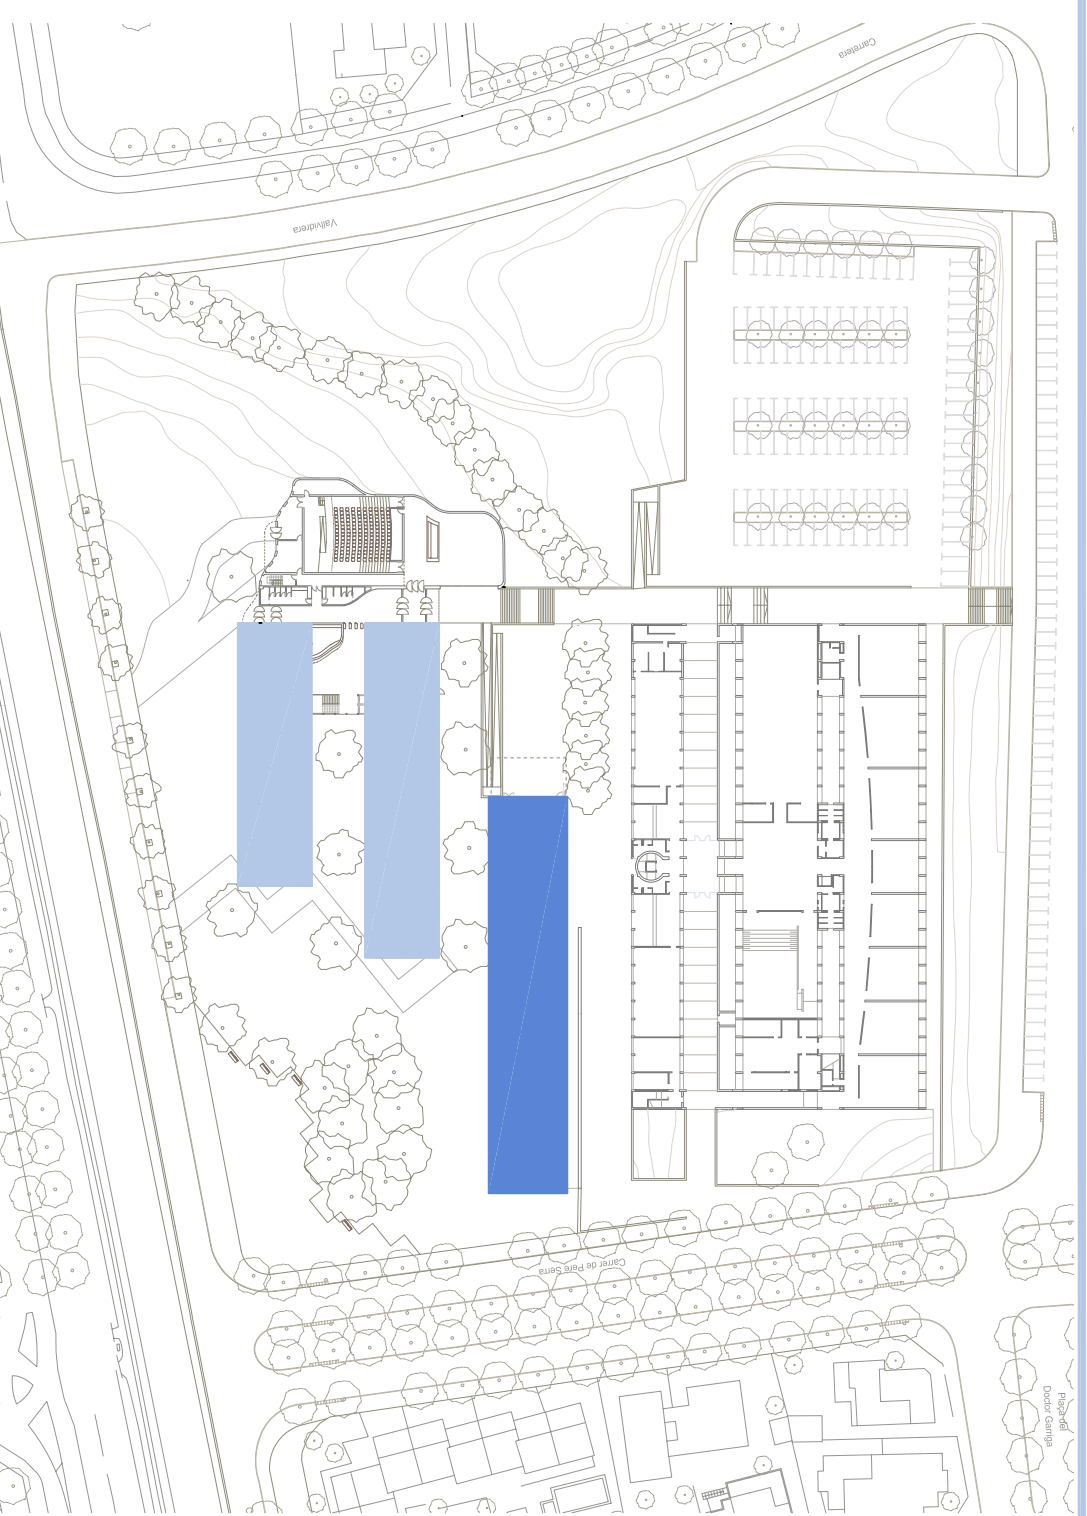 Carretera
Vallvidrera
Carrer de Pere Serra
Plaça del
Doctor Garriga